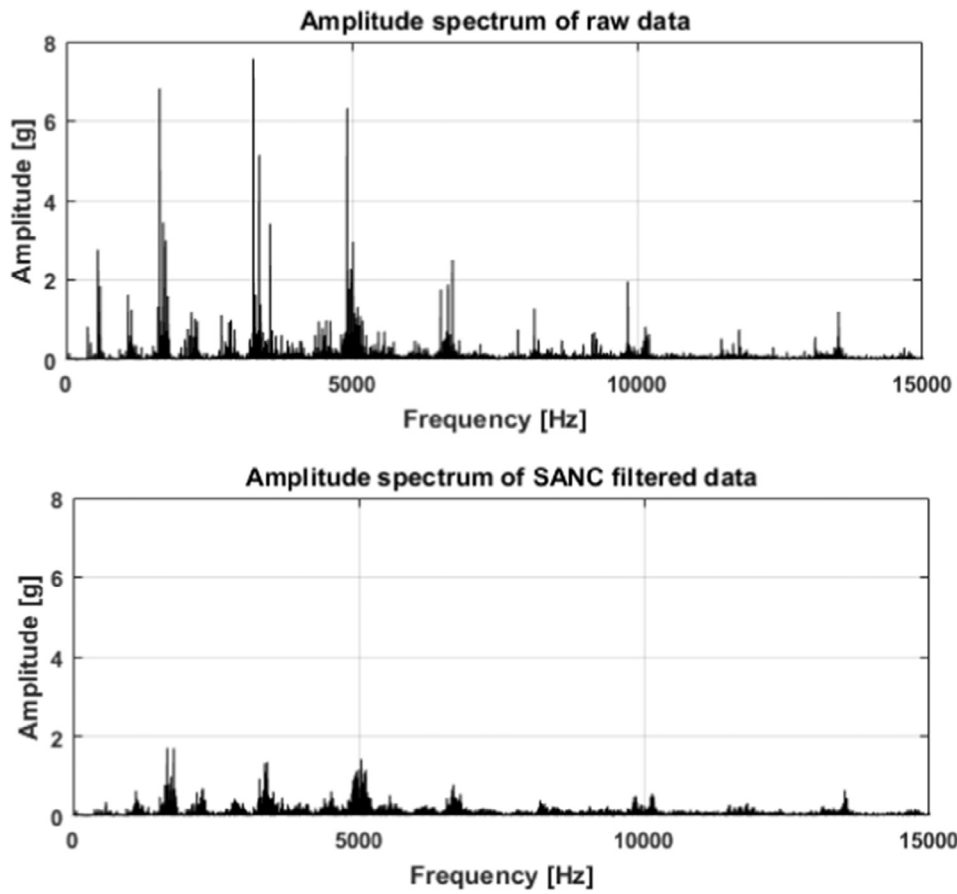 Amplitude spectrum of raw data
8
6
4
2
0
Amplitude [g]
0 5000 10000 15000
Frequency [Hz]
Amplitude spectrum of SANC filtered data
8
6
4
2
0
Amplitude [g]
0 5000 10000 15000
Frequency [Hz]